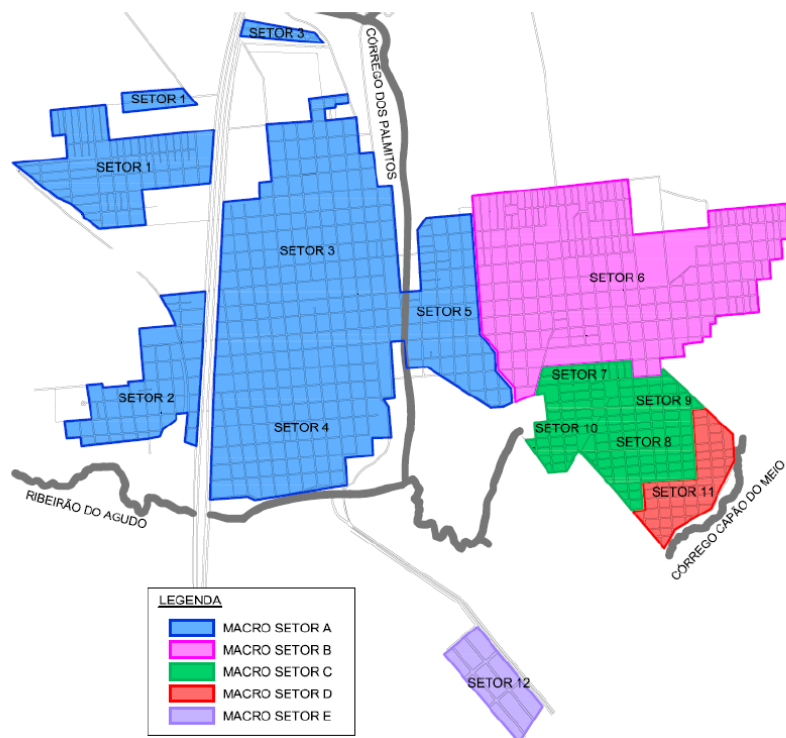 SETOR 3
CÓRREGO DOS PALMITOS
SETOR 1
SETOR 1
SETOR 3
SETOR 6
SETOR 5
SETOR 7
SETOR 2
SETOR 9
SETOR 4
SETOR 10
SETOR 8
SETOR 11
RIBEIRÃO DO AGUDO
CÓRREGO CAPÃO DO MEIO
LEGENDA
MACRO SETOR A
MACRO SETOR B
MACRO SETOR C
MACRO SETOR D
MACRO SETOR E
SETOR 12